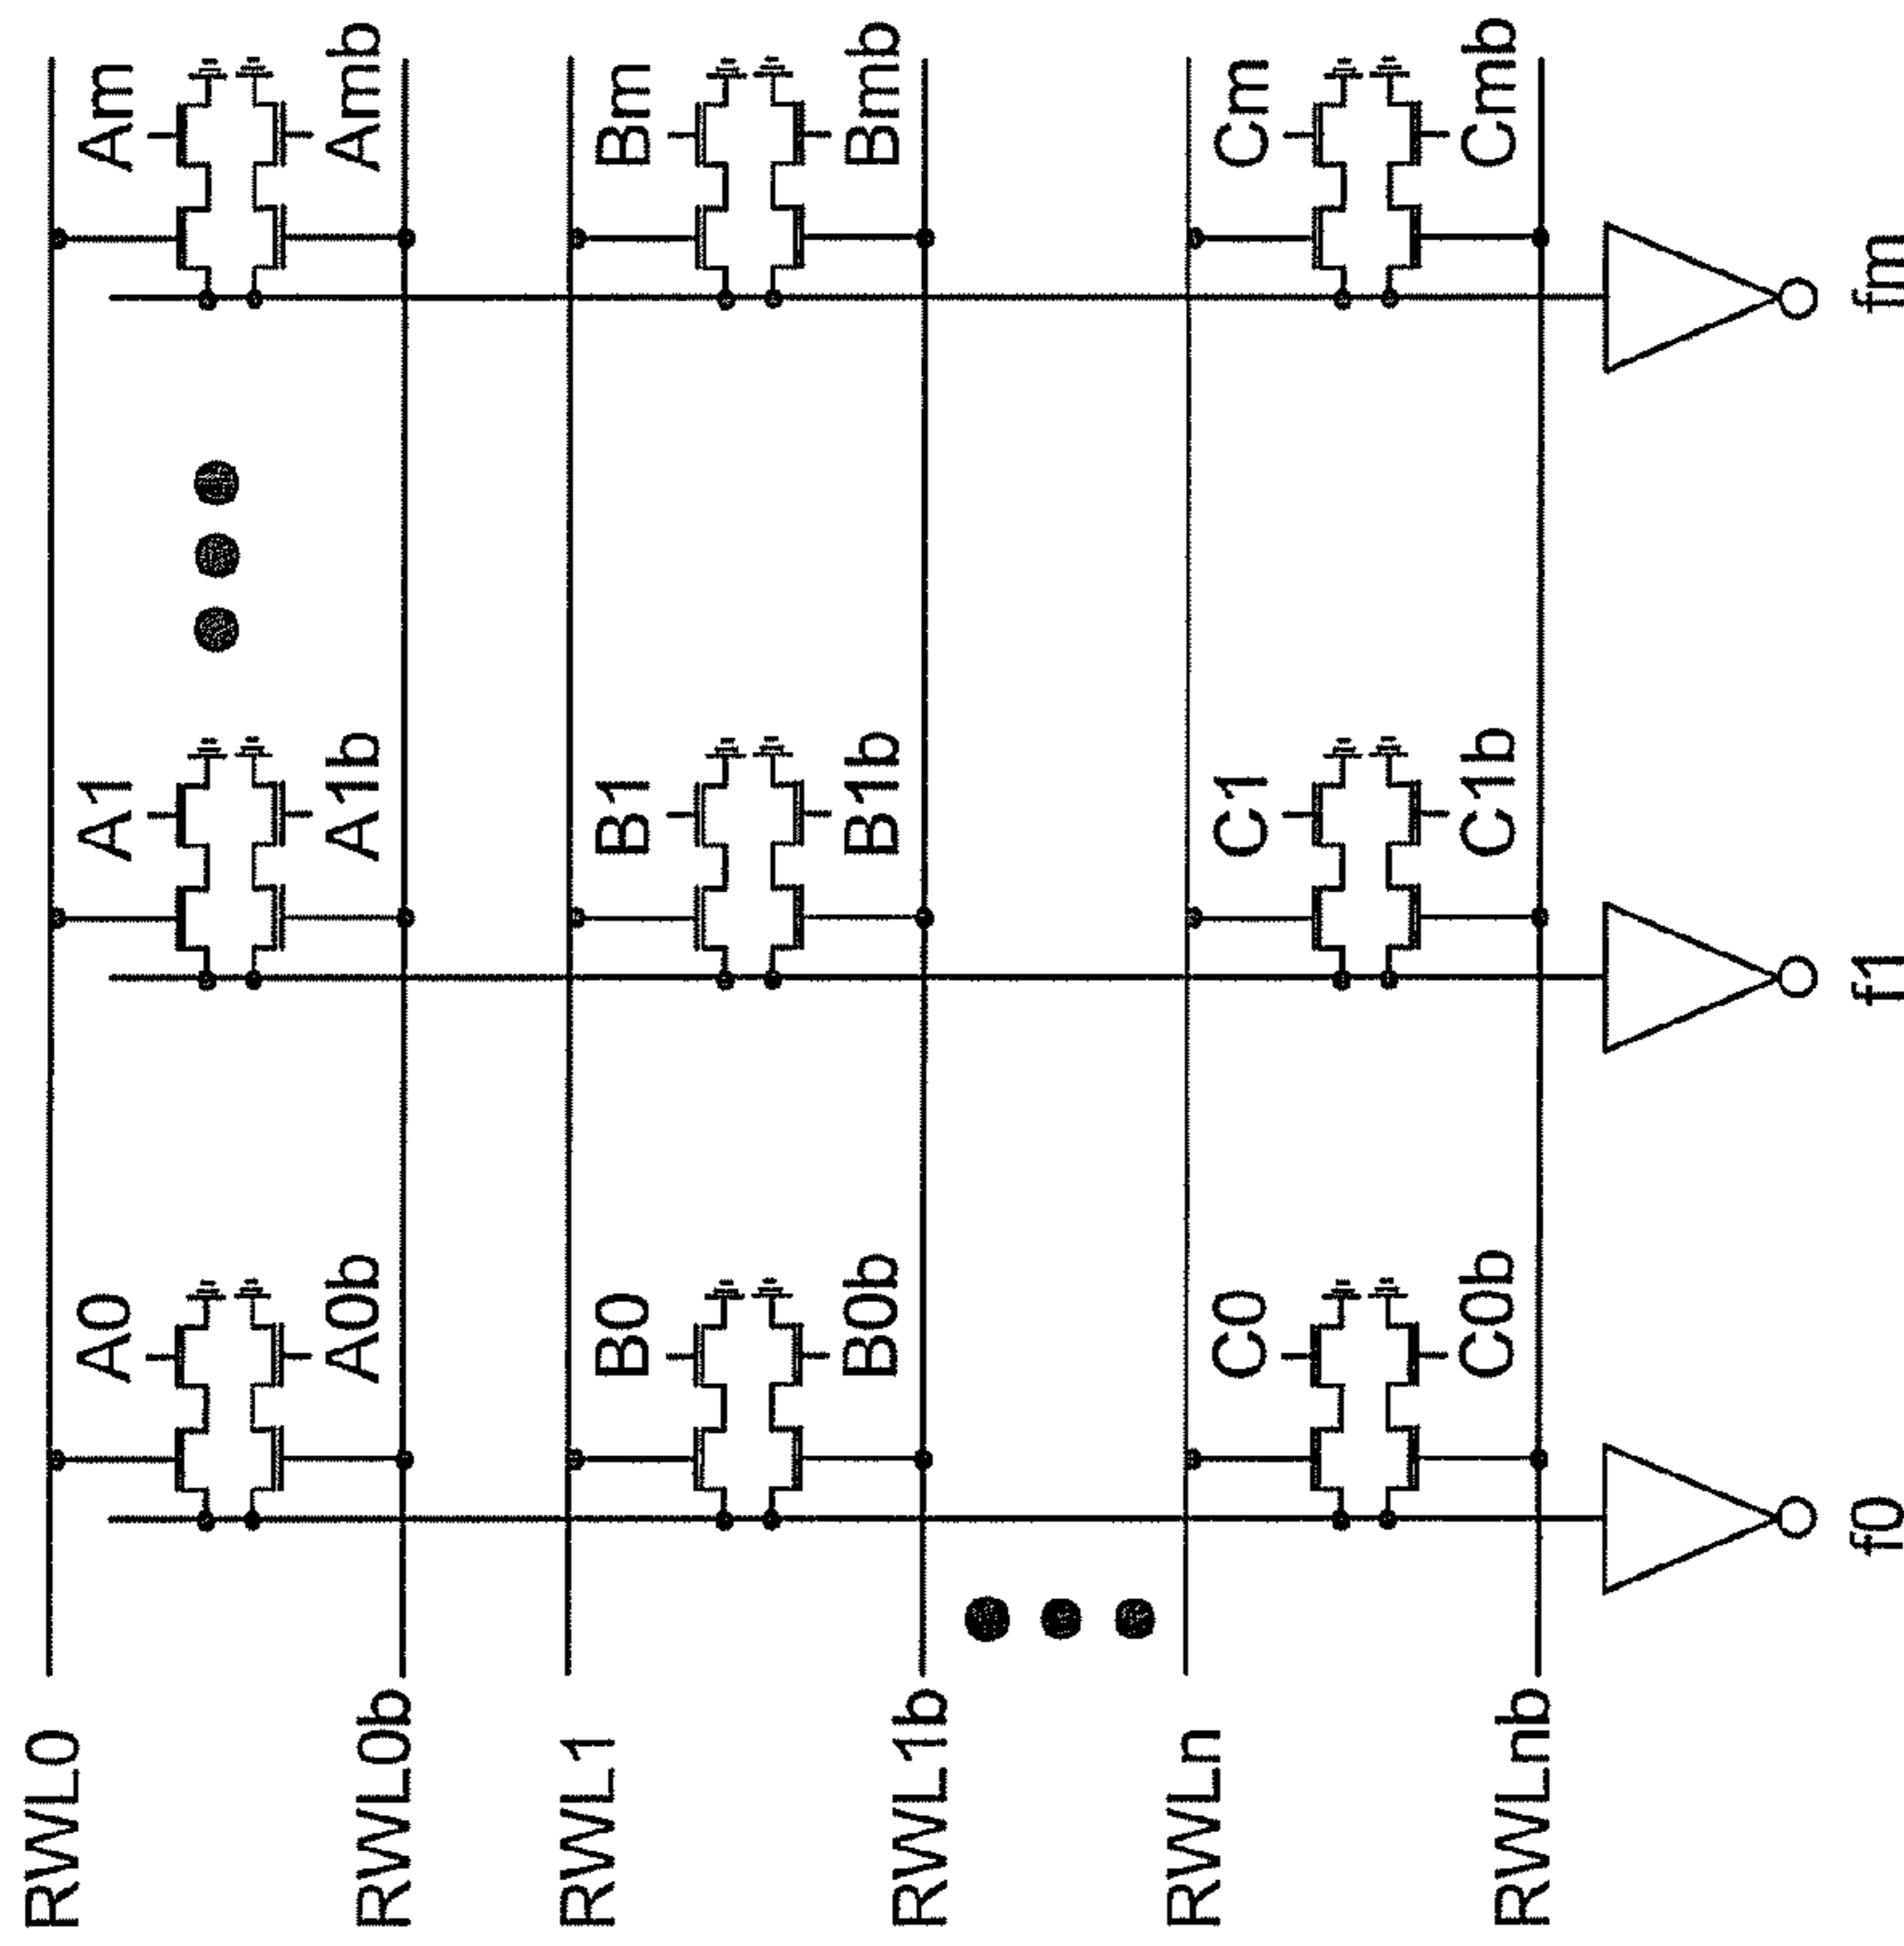 RWL0
A0
A1
Am
RWL0b
A0b
A1b
Amb
RWL1
B0
B1
Bm
RWL1b
B0b
B1b
Bmb
RWLn
C0
C1
Cm
RWLnb
C0b
C1b
Cmb
f0
f1
fm